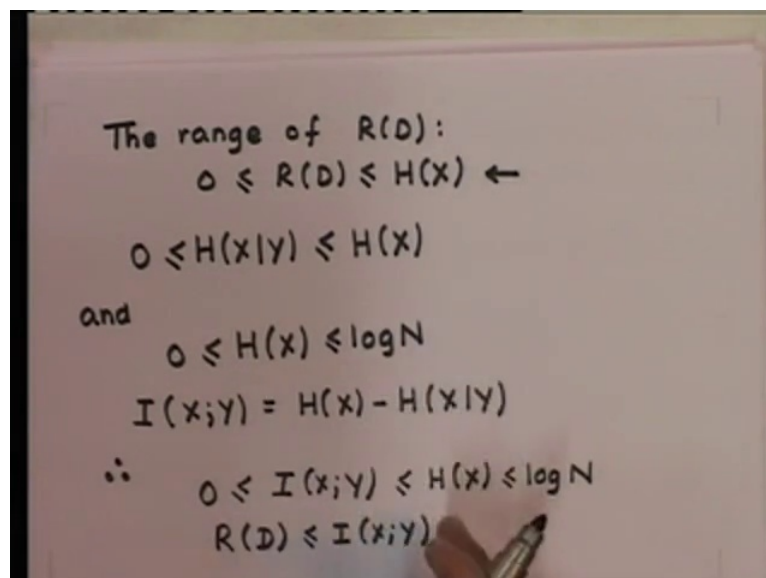 The range of R(D):
0 ≤ R(D) ≤ H(X) ←
0 ≤ H(X|Y) ≤ H(X)
and
0 ≤ H(X) ≤ log N
I(X;Y) = H(X) - H(X|Y)
∴ 0 ≤ I(X;Y) ≤ H(X) ≤ log N
R(D) ≤ I(X;Y)